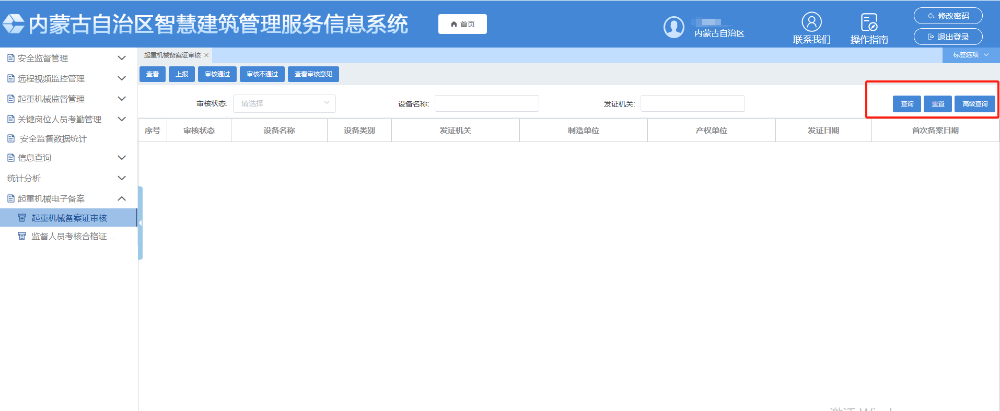 内蒙古自治区智慧建筑管理服务信息系统
首页
内蒙古自治区
联系我们
操作指南
修改密码
退出登录
安全监督管理
远程视频监控管理
起重机械监督管理
关键岗位人员考勤管理
安全监督数据统计
信息查询
统计分析
起重机械电子备案
起重机械备案证审核
监督人员考核合格证...
起重机械备案证审核 ×
标签选项
查看 上报 审核通过 审核不通过 查看审核意见
审核状态: 请选择 设备名称: 发证机关: 查询 重置 高级查询
序号 审核状态 设备名称 设备类别 发证机关 制造单位 产权单位 发证日期 首次备案日期